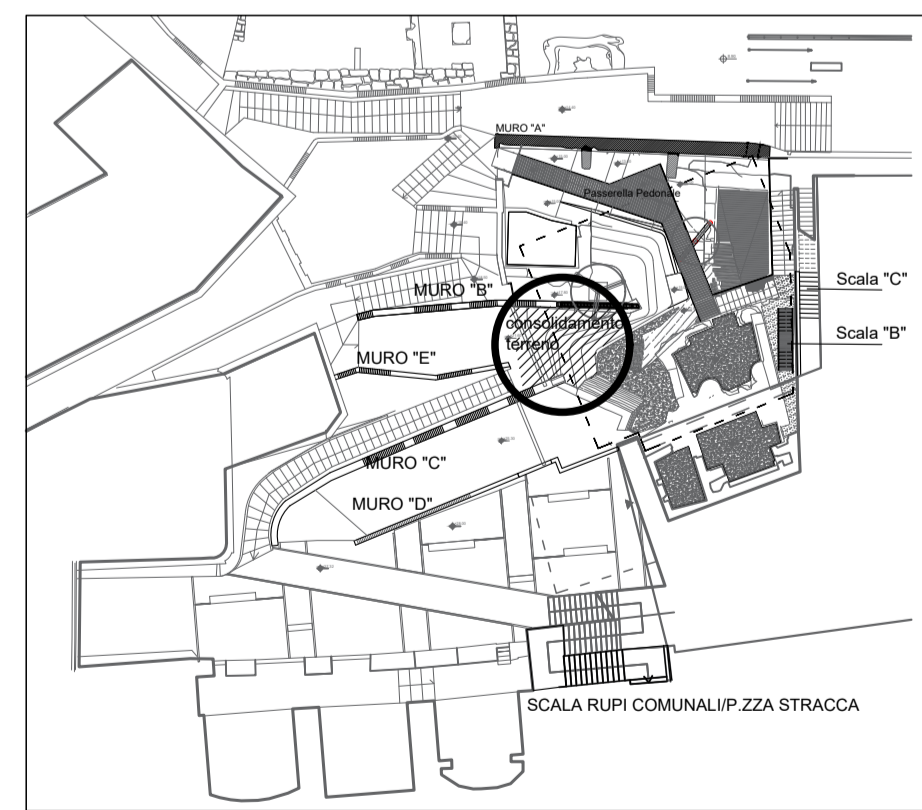 MURO "A"
Passerella Pedonale
Scala "C"
MURO "B"
consolidamento
terreno
Scala "B"
MURO "E"
MURO "C"
MURO "D"
SCALA RUPI COMUNALI/P.ZZA STRACCA